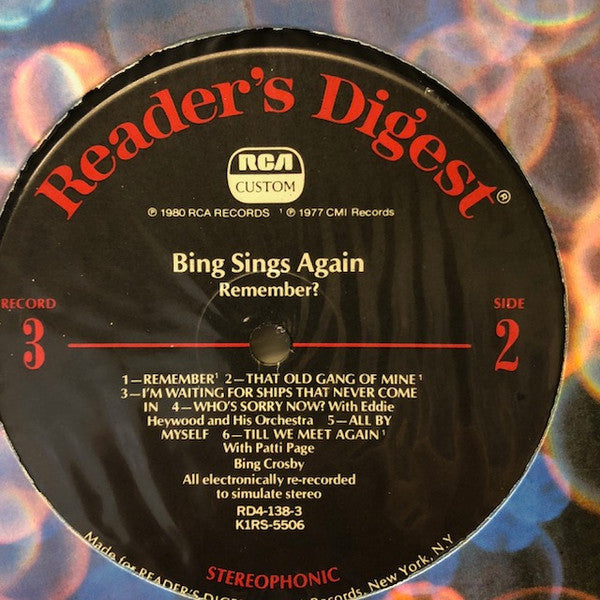 Reader's Digest®
RCA
CUSTOM
℗ 1980 RCA RECORDS ¹ ℗ 1977 CMI Records
Bing Sings Again
Remember?
RECORD
3
SIDE
2
1—REMEMBER¹ 2—THAT OLD GANG OF MINE¹
3—I'M WAITING FOR SHIPS THAT NEVER COME
IN 4—WHO'S SORRY NOW? With Eddie
Heywood and His Orchestra 5—ALL BY
MYSELF 6—TILL WE MEET AGAIN¹
With Patti Page
Bing Crosby
All electronically re-recorded
to simulate stereo
RD4-138-3
K1RS-5506
STEREOPHONIC
Made for READER'S DIGEST Records, New York, N.Y.